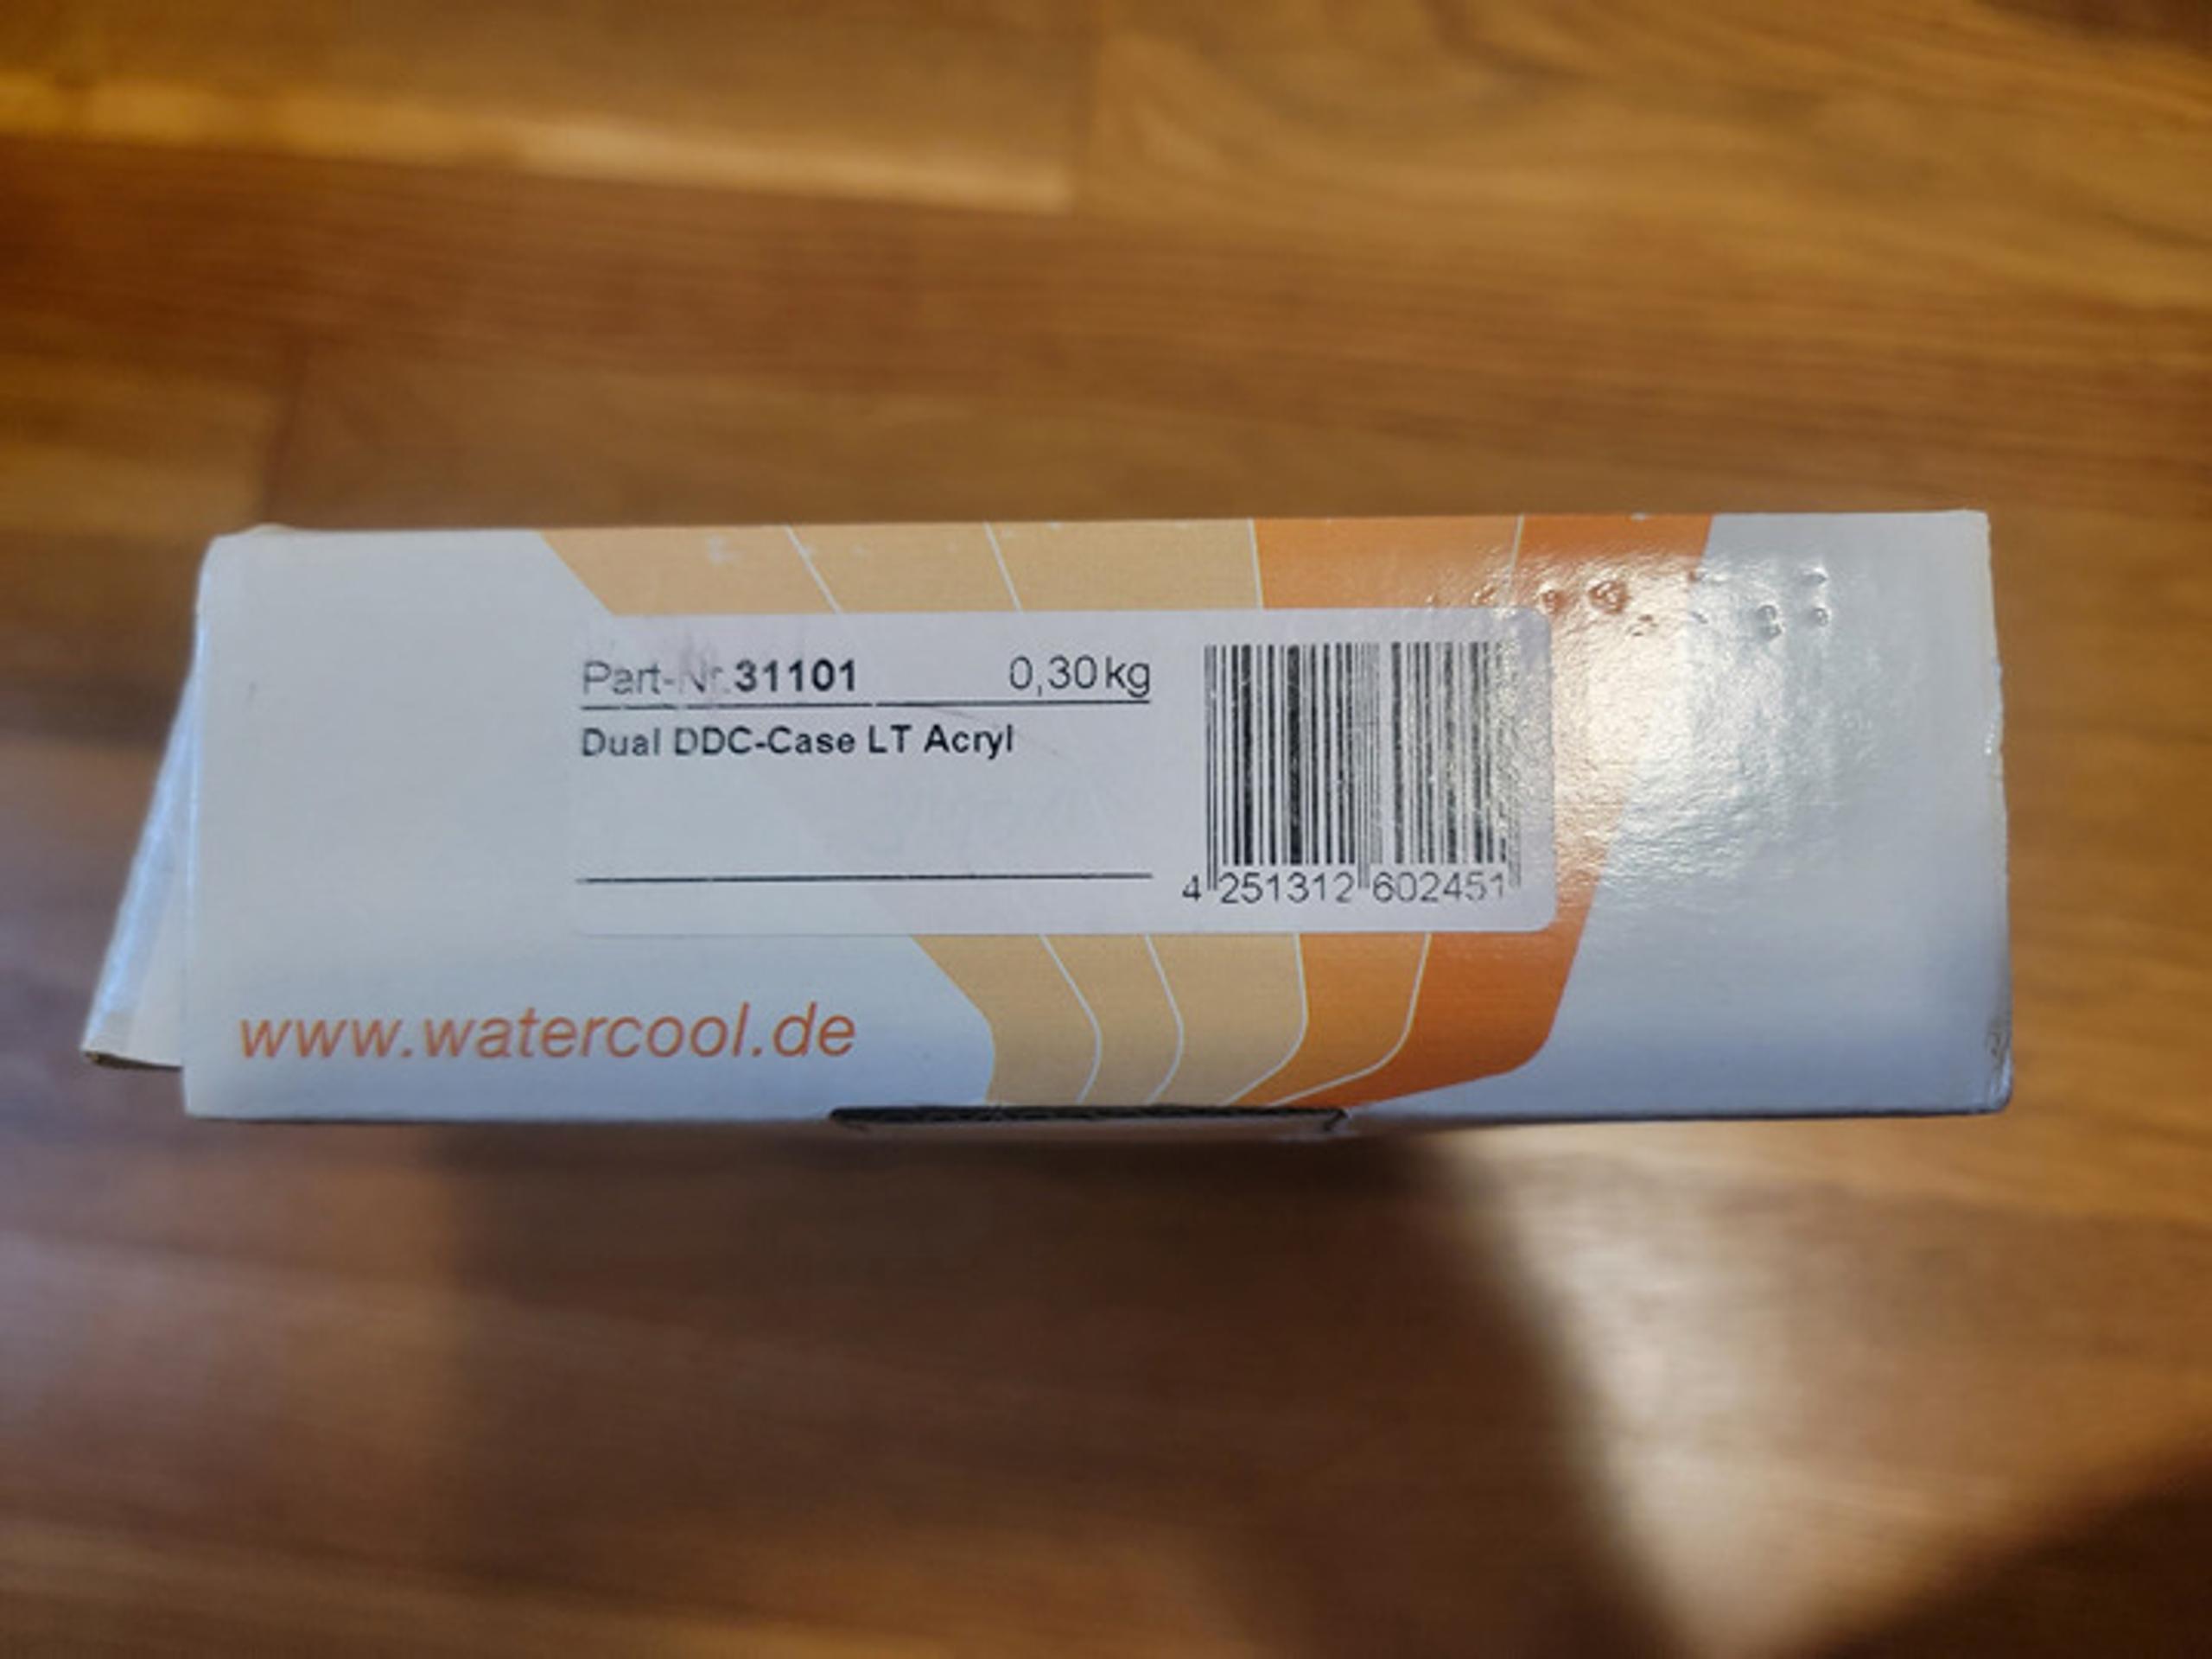 Part-Nr.31101 0,30kg
Dual DDC-Case LT Acryl
4 251312 602451
www.watercool.de